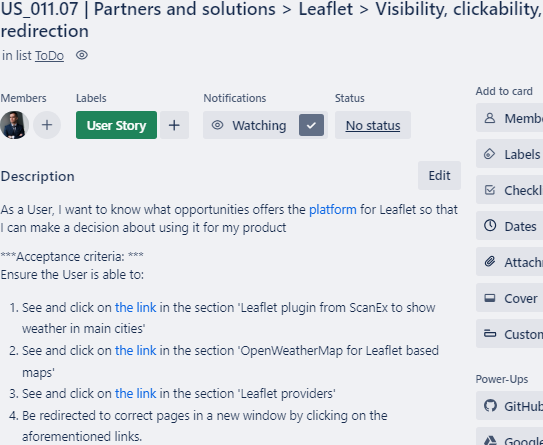 US_011.07 | Partners and solutions > Leaflet > Visibility, clickability,
redirection
in list ToDo
Members
Labels
Notifications
Status
User Story
Watching
No status
Description
Edit
As a User, I want to know what opportunities offers the platform for Leaflet so that
I can make a decision about using it for my product
***Acceptance criteria: ***
Ensure the User is able to:
1. See and click on the link in the section 'Leaflet plugin from ScanEx to show
weather in main cities'
2. See and click on the link in the section 'OpenWeatherMap for Leaflet based
maps'
3. See and click on the link in the section 'Leaflet providers'
4. Be redirected to correct pages in a new window by clicking on the
aforementioned links.
Add to card
Membe
Labels
Checkli
Dates
Attachm
Cover
Custom
Power-Ups
GitHub
Google